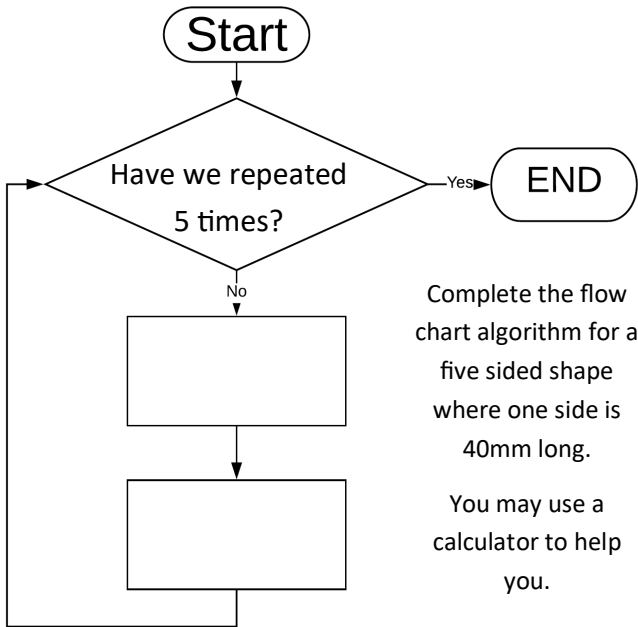 Start
Have we repeated
5 times?
Yes
END
No
Complete the flow
chart algorithm for a
five sided shape
where one side is
40mm long.
You may use a
calculator to help
you.